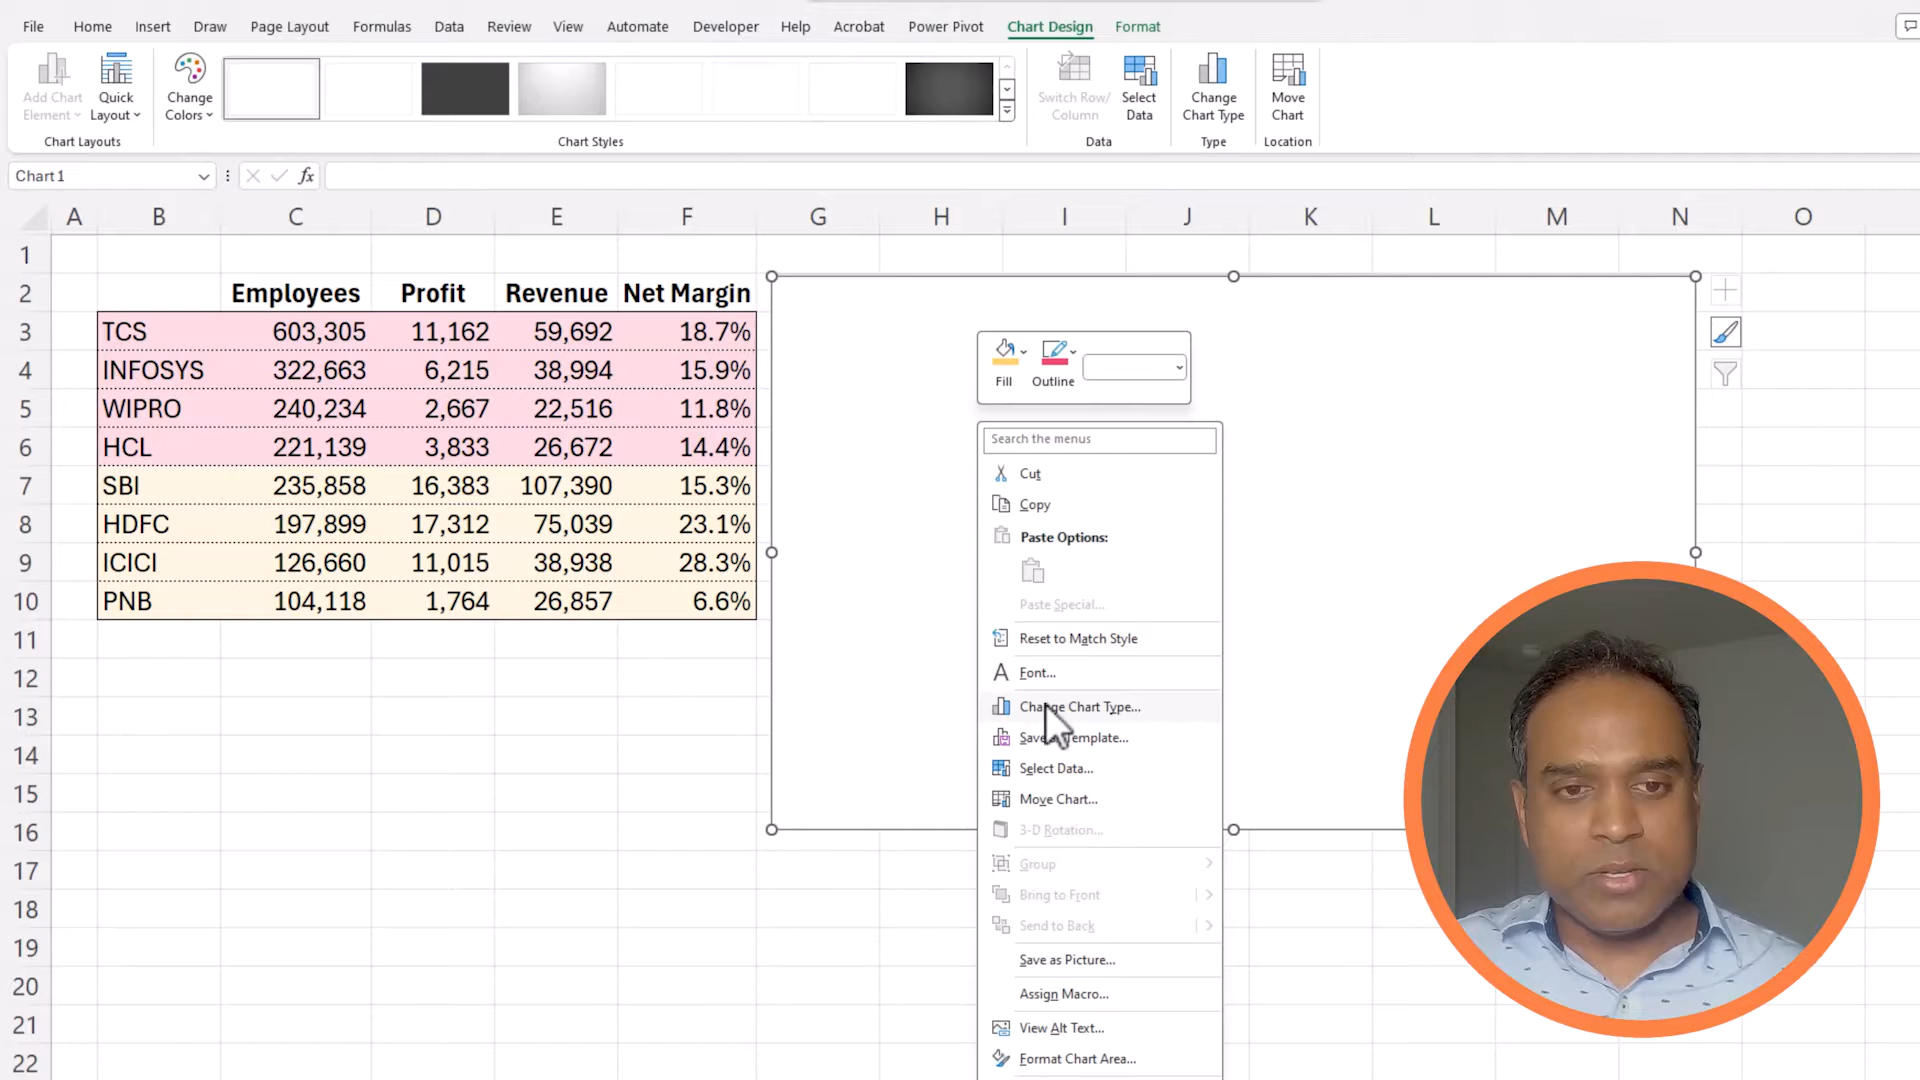 File Home Insert Draw Page Layout Formulas Data Review View Automate Developer Help Acrobat Power Pivot Chart Design Format
Add Chart Element
Quick Layout
Change Colors
Switch Row/ Column
Select Data
Change Chart Type
Move Chart
Chart Layouts
Chart Styles
Data
Type
Location
Chart 1
fx
A B C D E F G H I J K L M N O
1
2 Employees Profit Revenue Net Margin
3 TCS 603,305 11,162 59,692 18.7%
4 INFOSYS 322,663 6,215 38,994 15.9%
5 WIPRO 240,234 2,667 22,516 11.8%
6 HCL 221,139 3,833 26,672 14.4%
7 SBI 235,858 16,383 107,390 15.3%
8 HDFC 197,899 17,312 75,039 23.1%
9 ICICI 126,660 11,015 38,938 28.3%
10 PNB 104,118 1,764 26,857 6.6%
11
12
13
14
15
16
17
18
19
20
21
22
Fill Outline
Search the menus
Cut
Copy
Paste Options:
Paste Special...
Reset to Match Style
Font...
Change Chart Type...
Save as Template...
Select Data...
Move Chart...
3-D Rotation...
Group
Bring to Front
Send to Back
Save as Picture...
Assign Macro...
View Alt Text...
Format Chart Area...